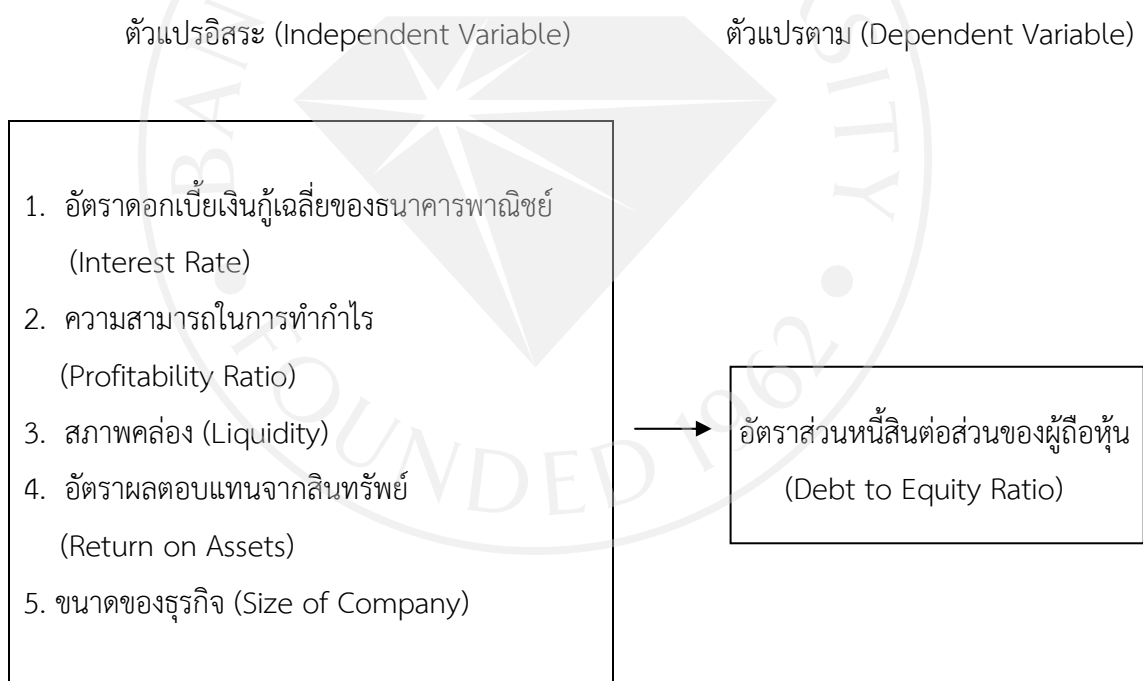 ตัวแปรอิสระ (Independent Variable)
ตัวแปรตาม (Dependent Variable)
1. อัตราดอกเบี้ยเงินกู้เฉลี่ยของธนาคารพาณิชย์
(Interest Rate)
2. ความสามารถในการทำกำไร
(Profitability Ratio)
3. สภาพคล่อง (Liquidity)
4. อัตราผลตอบแทนจากสินทรัพย์
(Return on Assets)
5. ขนาดของธุรกิจ (Size of Company)
อัตราส่วนหนี้สินต่อส่วนของผู้ถือหุ้น
(Debt to Equity Ratio)
FOUNDED 1962